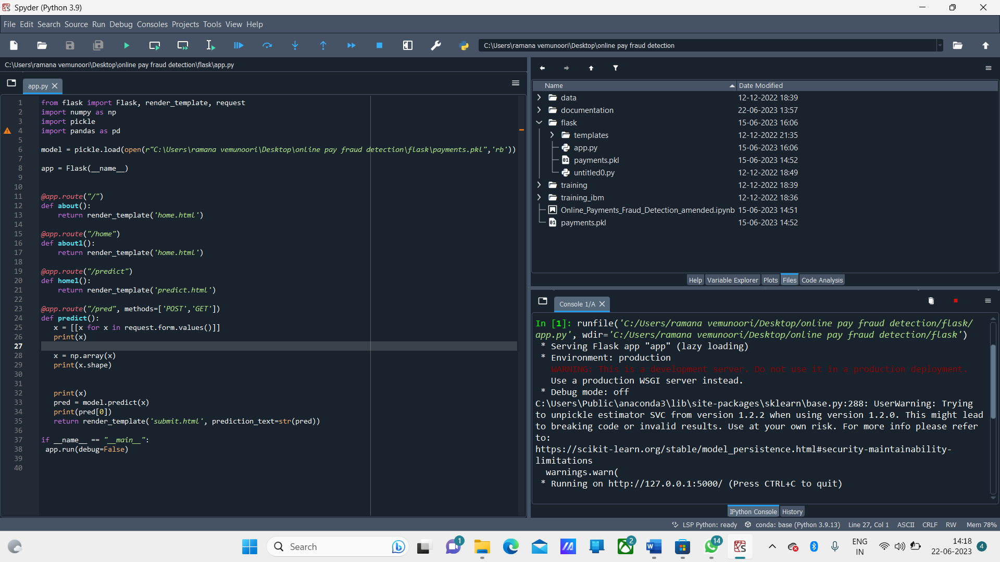 Spyder (Python 3.9)
File Edit Search Source Run Debug Consoles Projects Tools View Help
C:\Users\ramana vemunoori\Desktop\online pay fraud detection
C:\Users\ramana vemunoori\Desktop\online pay fraud detection\flask\app.py
app.py
1 from flask import Flask, render_template, request
2 import numpy as np
3 import pickle
4 import pandas as pd
5
6 model = pickle.load(open(r"C:\Users\ramana vemunoori\Desktop\online pay fraud detection\flask\payments.pkl",'rb'))
7
8 app = Flask(__name__)
9
10
11 @app.route("/")
12 def about():
13     return render_template('home.html')
14
15 @app.route("/home")
16 def about1():
17     return render_template('home.html')
18
19 @app.route("/predict")
20 def home1():
21     return render_template('predict.html')
22
23 @app.route("/pred", methods=['POST','GET'])
24 def predict():
25    x = [[x for x in request.form.values()]]
26    print(x)
27
28    x = np.array(x)
29    print(x.shape)
30
31
32    print(x)
33    pred = model.predict(x)
34    print(pred[0])
35    return render_template('submit.html', prediction_text=str(pred))
36
37 if __name__ == "__main__":
38  app.run(debug=False)
39
40
Name Date Modified
data 12-12-2022 18:39
documentation 22-06-2023 13:57
flask 15-06-2023 16:06
templates 12-12-2022 21:35
app.py 15-06-2023 16:06
payments.pkl 15-06-2023 14:52
untitled0.py 12-12-2022 18:49
training 12-12-2022 18:39
training_ibm 12-12-2022 18:36
Online_Payments_Fraud_Detection_amended.ipynb 15-06-2023 14:51
payments.pkl 15-06-2023 14:52
Help Variable Explorer Plots Files Code Analysis
Console 1/A
In [1]: runfile('C:/Users/ramana vemunoori/Desktop/online pay fraud detection/flask/
app.py', wdir='C:/Users/ramana vemunoori/Desktop/online pay fraud detection/flask')
 * Serving Flask app "app" (lazy loading)
 * Environment: production
   WARNING: This is a development server. Do not use it in a production deployment.
   Use a production WSGI server instead.
 * Debug mode: off
C:\Users\Public\anaconda3\lib\site-packages\sklearn\base.py:288: UserWarning: Trying
to unpickle estimator SVC from version 1.2.2 when using version 1.2.0. This might lead
to breaking code or invalid results. Use at your own risk. For more info please refer
to:
https://scikit-learn.org/stable/model_persistence.html#security-maintainability-
limitations
  warnings.warn(
 * Running on http://127.0.0.1:5000/ (Press CTRL+C to quit)
IPython Console History
LSP Python: ready conda: base (Python 3.9.13) Line 27, Col 1 ASCII CRLF RW Mem 78%
Search 1 2 14 ENG IN 14:18 22-06-2023 4